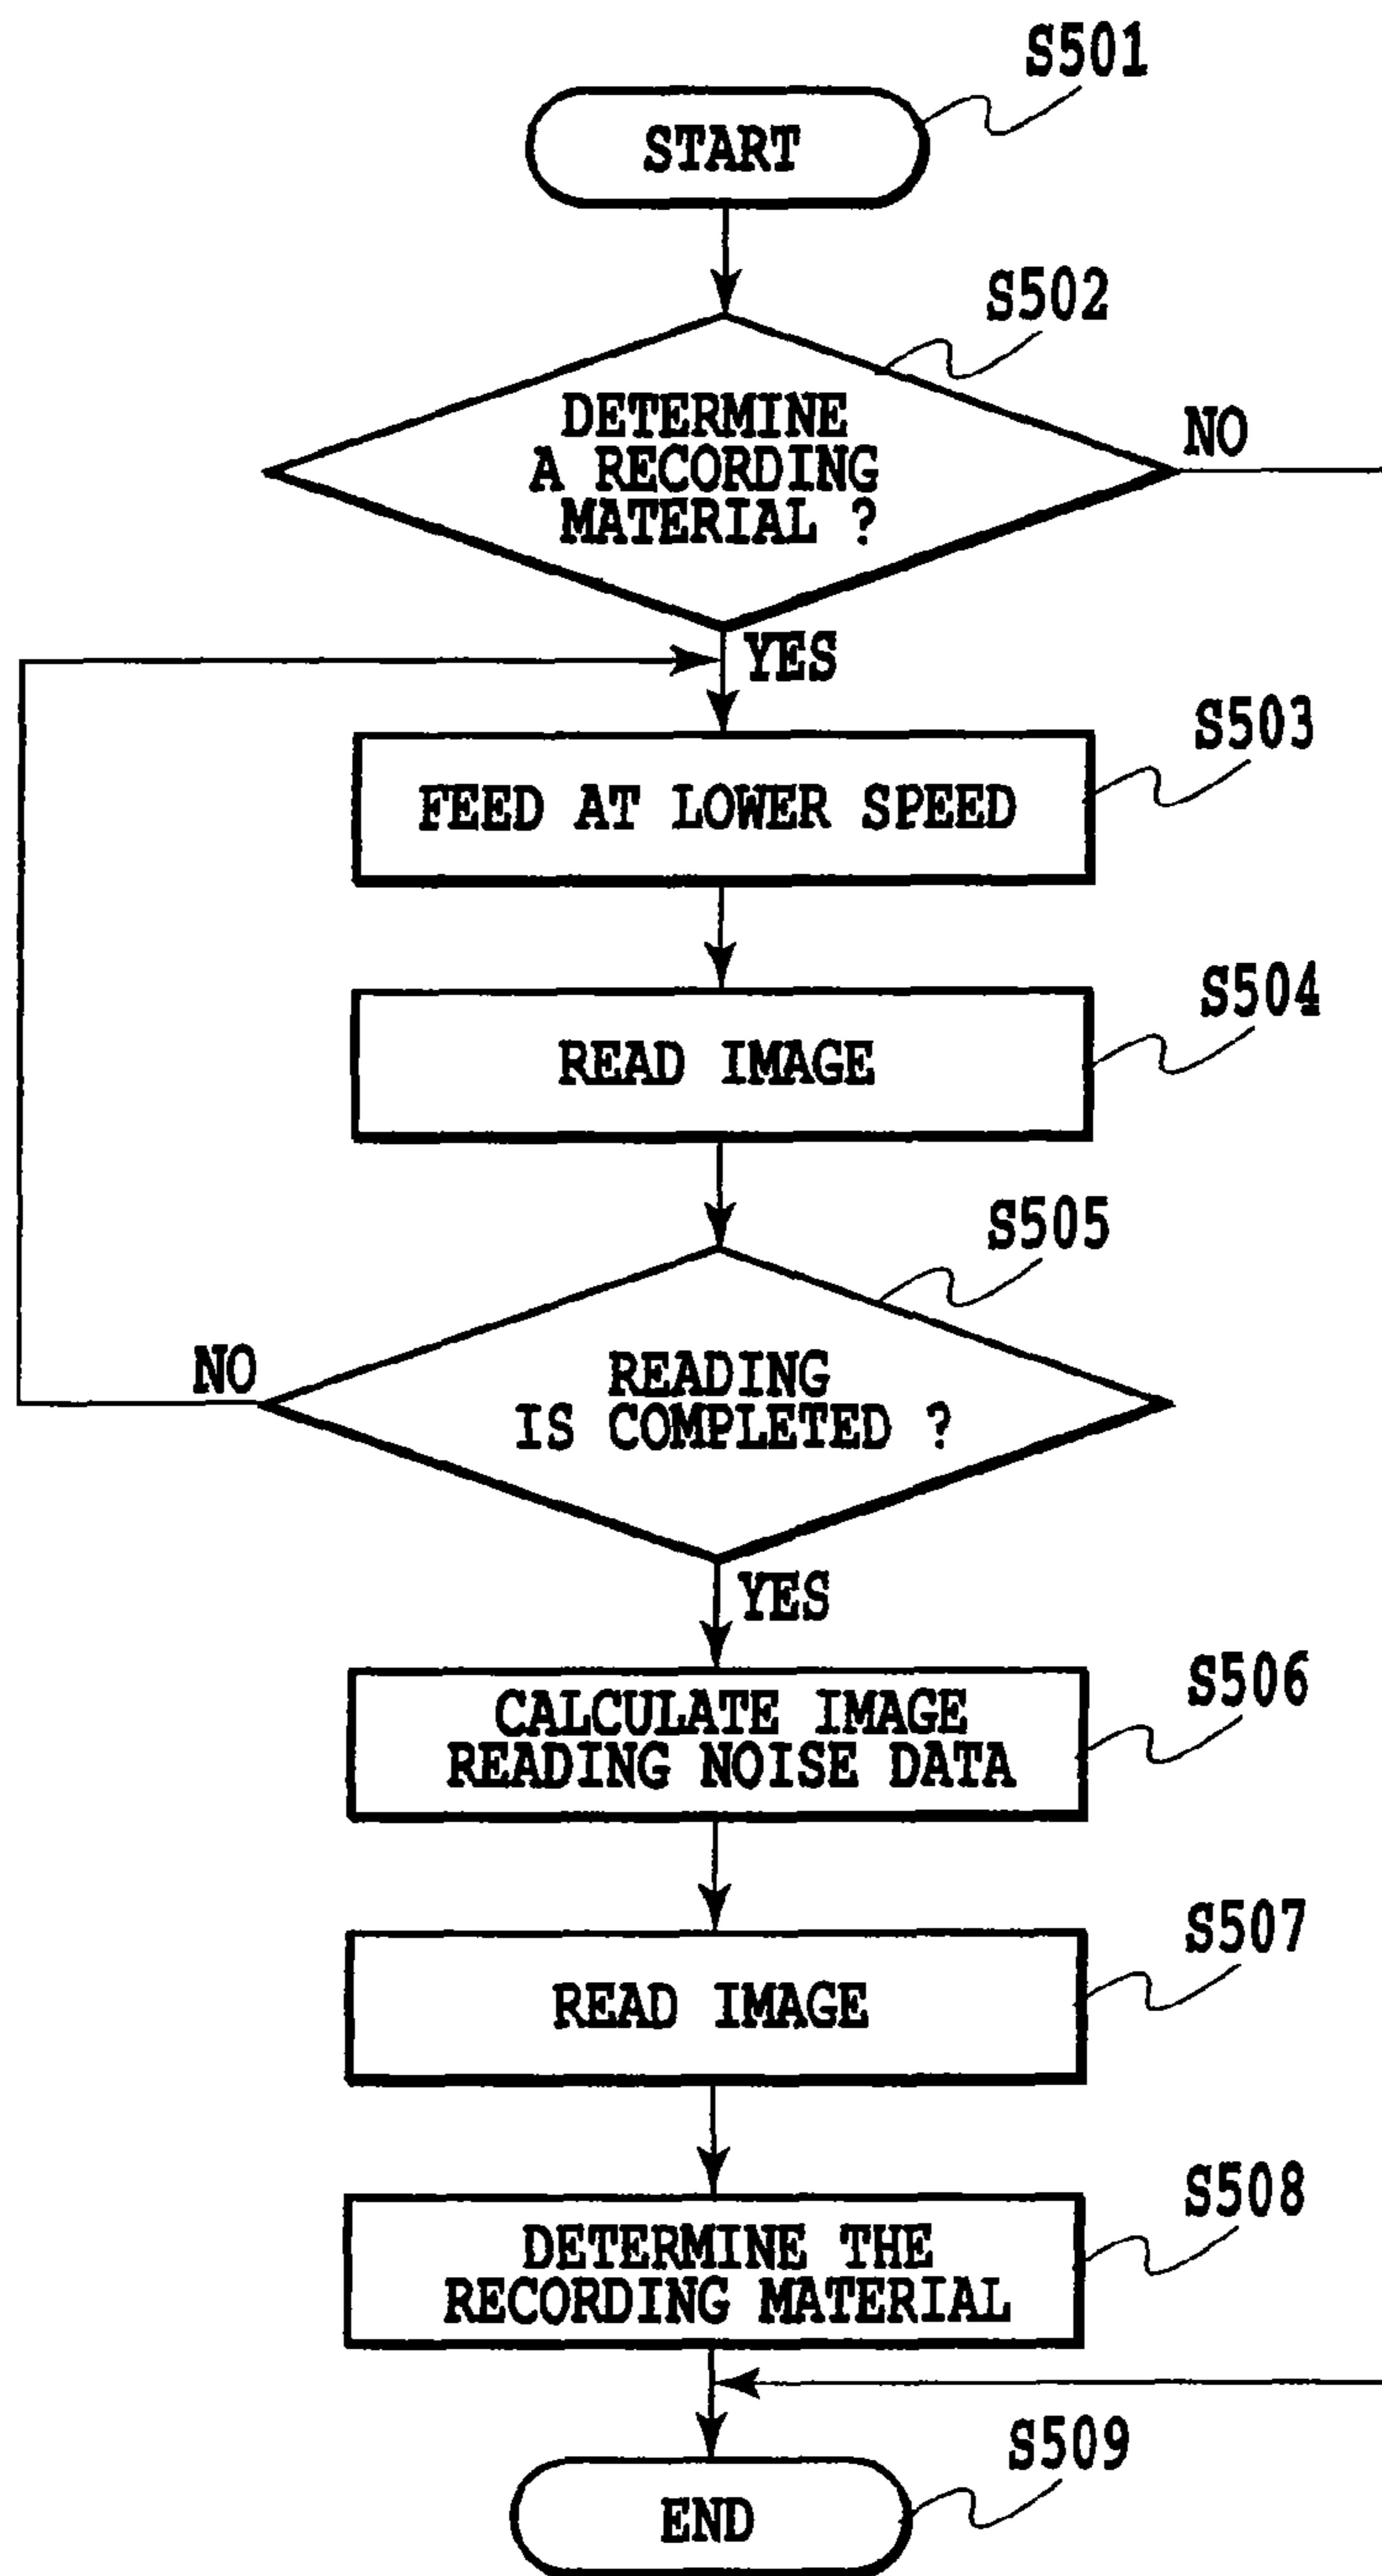 S501
START
S502
DETERMINE
A RECORDING
MATERIAL ?
NO
YES
S503
FEED AT LOWER SPEED
S504
READ IMAGE
S505
READING
IS COMPLETED ?
NO
YES
S506
CALCULATE IMAGE
READING NOISE DATA
S507
READ IMAGE
S508
DETERMINE THE
RECORDING MATERIAL
S509
END